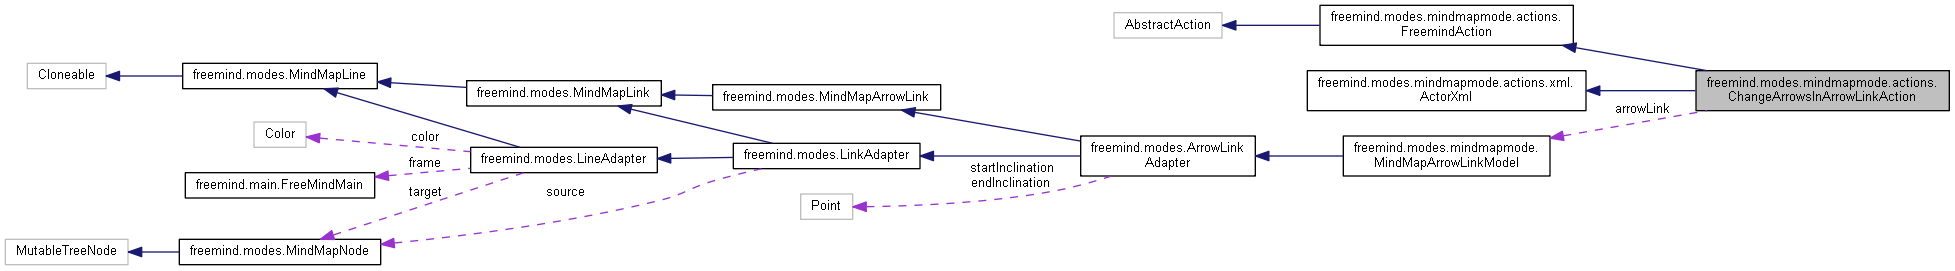 AbstractAction
freemind.modes.mindmapmode.actions.
FreemindAction
Cloneable
freemind.modes.MindMapLine
freemind.modes.MindMapLink
freemind.modes.MindMapArrowLink
freemind.modes.mindmapmode.actions.xml.
ActorXml
freemind.modes.mindmapmode.actions.
ChangeArrowsInArrowLinkAction
arrowLink
Color
color
freemind.modes.LineAdapter
freemind.modes.LinkAdapter
freemind.modes.ArrowLink
Adapter
freemind.modes.mindmapmode.
MindMapArrowLinkModel
frame
freemind.main.FreeMindMain
target
source
startInclination
endInclination
Point
MutableTreeNode
freemind.modes.MindMapNode